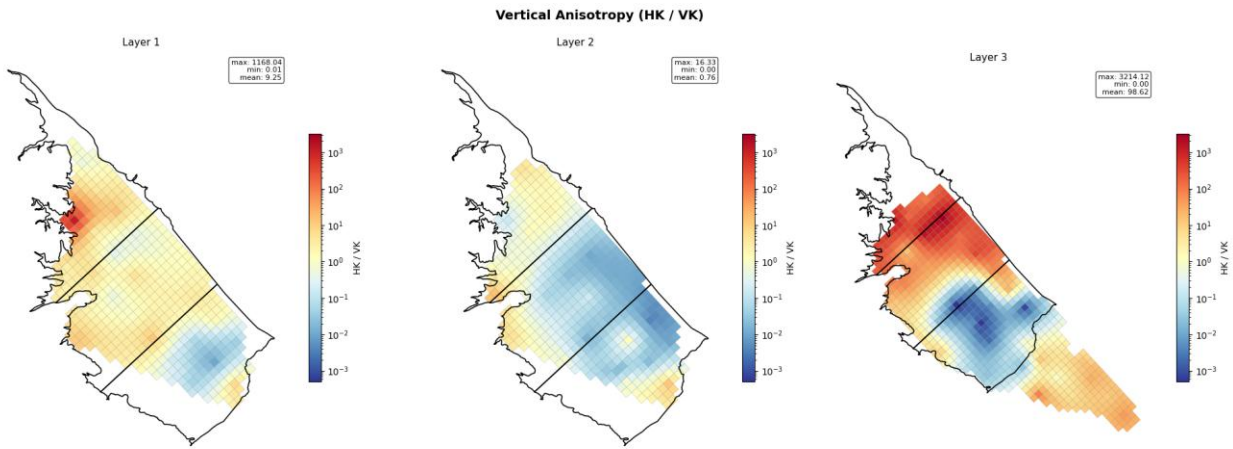 Vertical Anisotropy (HK / VK)
Layer 1
max: 1168.04
min: 0.01
mean: 9.25
10³
10²
10¹
10⁰
10⁻¹
10⁻²
10⁻³
HK / VK
Layer 2
max: 16.33
min: 0.00
mean: 0.76
10³
10²
10¹
10⁰
10⁻¹
10⁻²
10⁻³
HK / VK
Layer 3
max: 3214.12
min: 0.00
mean: 98.62
10³
10²
10¹
10⁰
10⁻¹
10⁻²
10⁻³
HK / VK